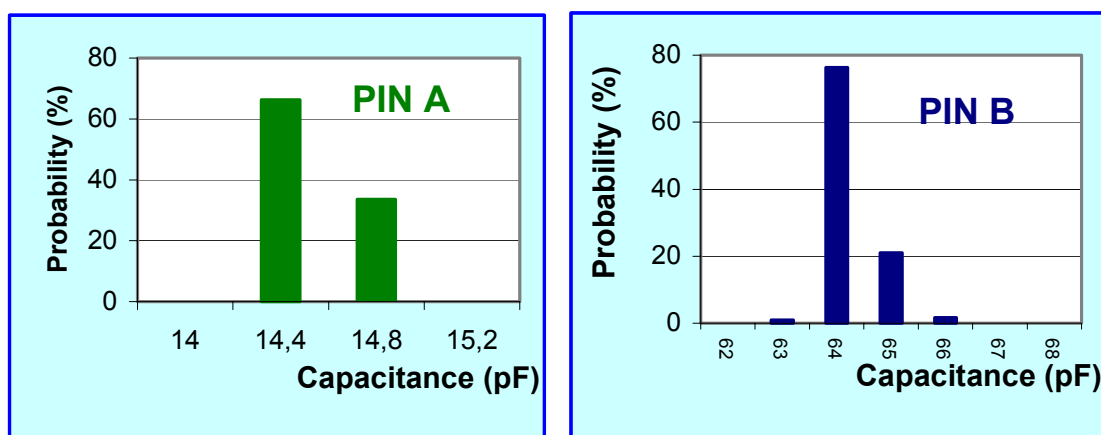 80
60
40
20
0
Probability (%)
PIN A
14 14,4 14,8 15,2
Capacitance (pF)
80
60
40
20
0
Probability (%)
PIN B
62 63 64 65 66 67 68
Capacitance (pF)